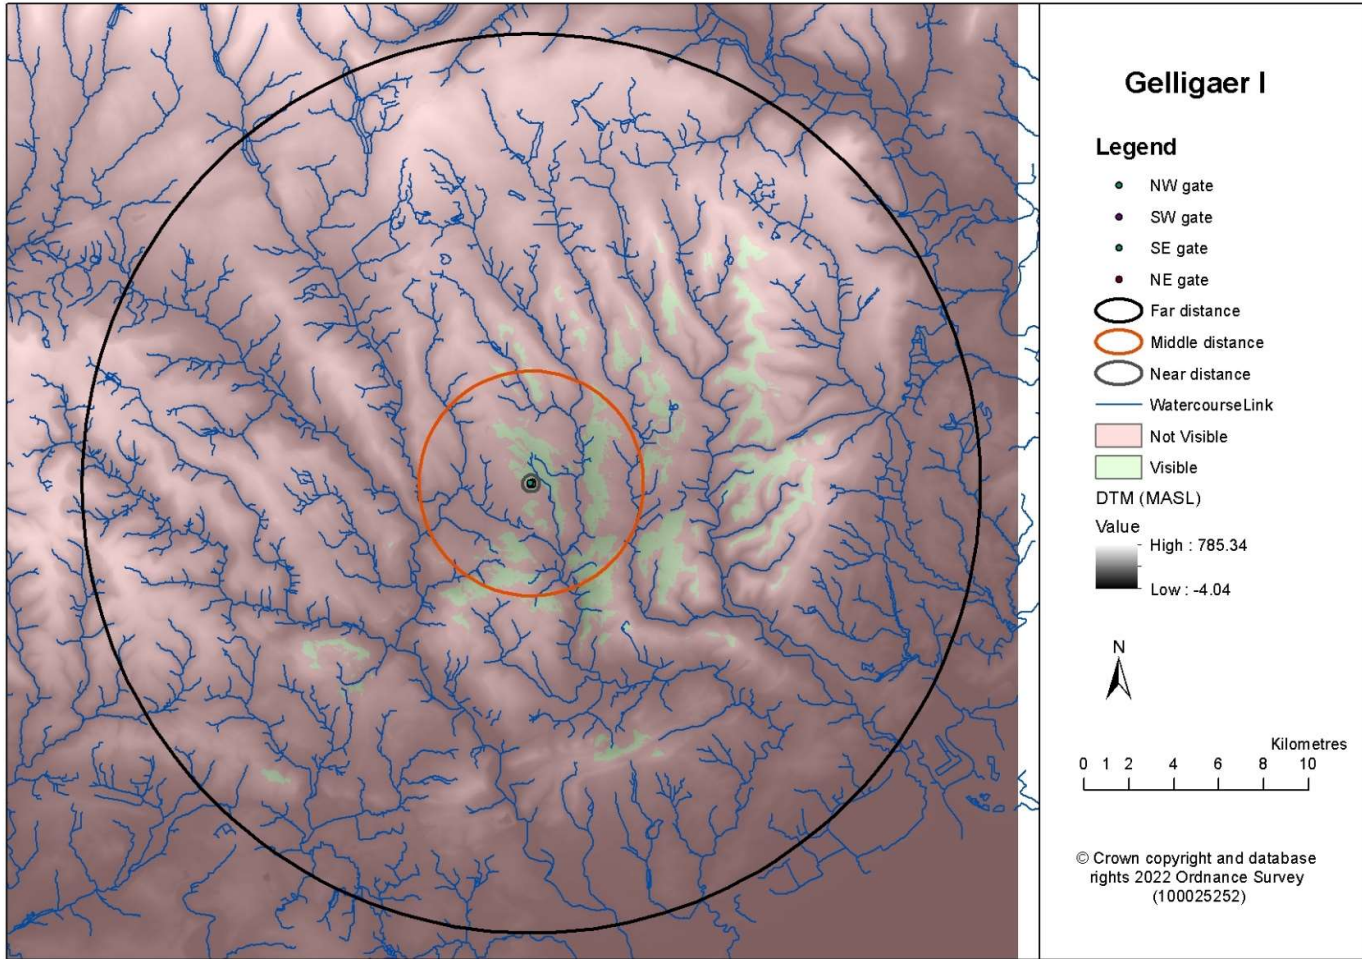 Gelligaer I
Legend
NW gate
SW gate
SE gate
NE gate
Far distance
Middle distance
Near distance
WatercourseLink
Not Visible
Visible
DTM (MASL)
Value
High : 785.34
Low : -4.04
N
Kilometres
0 1 2 4 6 8 10
© Crown copyright and database
rights 2022 Ordnance Survey
(100025252)